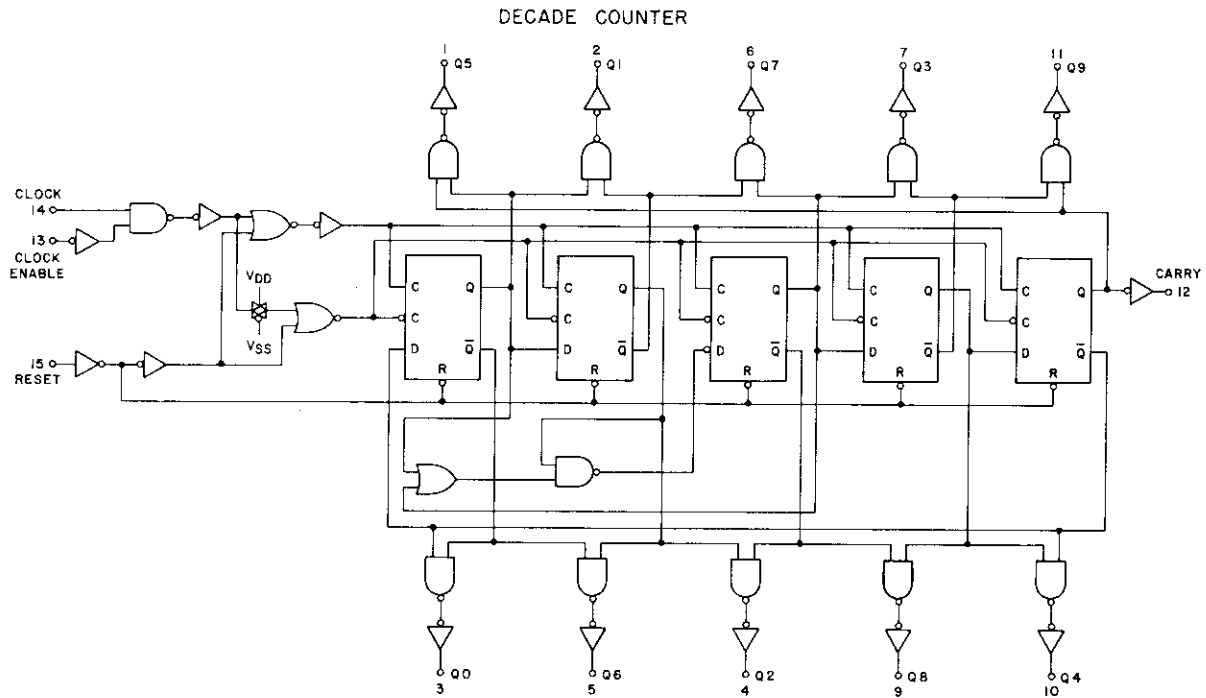 DECADE COUNTER
1 2 6 7 11
Q5 Q1 Q7 Q3 Q9
CLOCK
14
13
CLOCK
ENABLE
VDD
VSS
15
RESET
C Q C Q C Q C Q C Q
C C C C C
D Q̅ D Q̅ D Q̅ D Q̅ D Q̅
R R R R R
CARRY
12
Q0 Q6 Q2 Q8 Q4
3 5 4 9 10